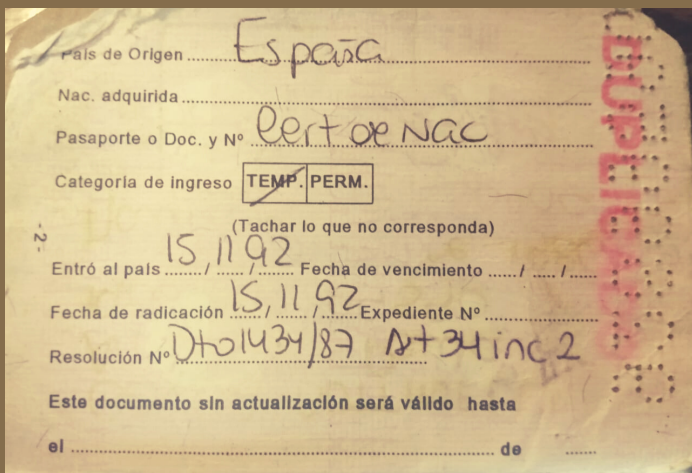 País de Origen ........ España
Nac. adquirida ........
Pasaporte o Doc. y Nº Cert de Nac
Categoría de ingreso TEMP. PERM.
(Tachar lo que no corresponda)
-2-
Entró al país 15, 11 92 Fecha de vencimiento ...../ ..... /.....
Fecha de radicación 15, 11, 92 Expediente Nº ........
Resolución Nº Dto 1434/87 Art 34 inc 2
Este documento sin actualización será válido hasta
el ........ de ......
DUPLICADO